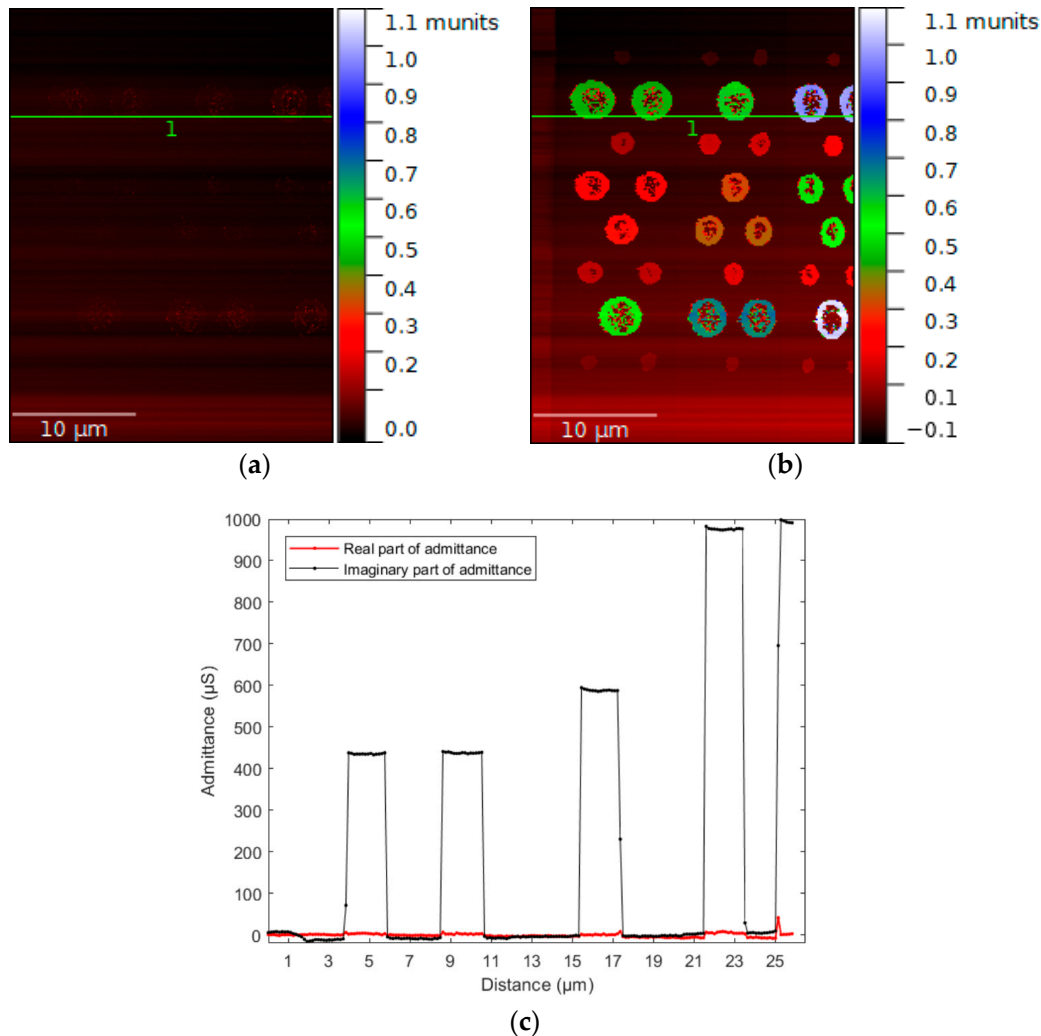 1.1 munits
1.0
0.9
0.8
0.7
0.6
0.5
0.4
0.3
0.2
0.0
1
10 µm
(a)
1.1 munits
1.0
0.9
0.8
0.7
0.6
0.5
0.4
0.3
0.2
−0.1
1
10 µm
(b)
1000
900
800
700
600
500
400
300
200
100
0
Admittance (µS)
Real part of admittance
Imaginary part of admittance
1 3 5 7 9 11 13 15 17 19 21 23 25
Distance (µm)
(c)